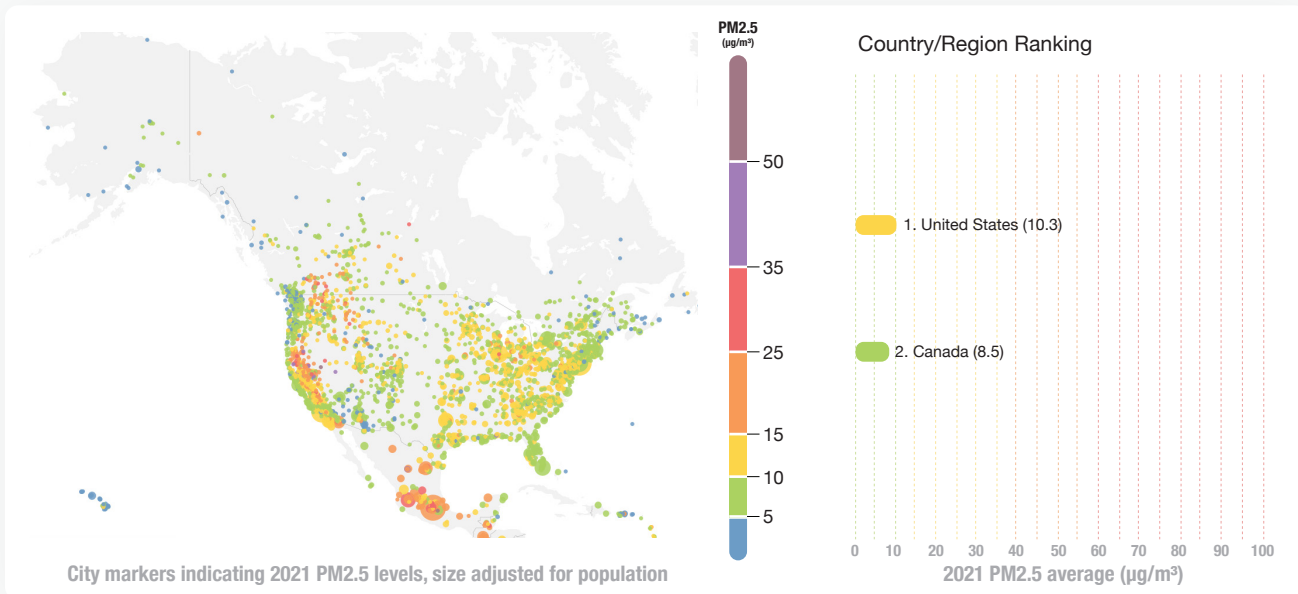 PM2.5
(µg/m³)
50
35
25
15
10
5
City markers indicating 2021 PM2.5 levels, size adjusted for population
Country/Region Ranking
1. United States (10.3)
2. Canada (8.5)
0 10 20 30 40 50 60 70 80 90 100
2021 PM2.5 average (µg/m³)